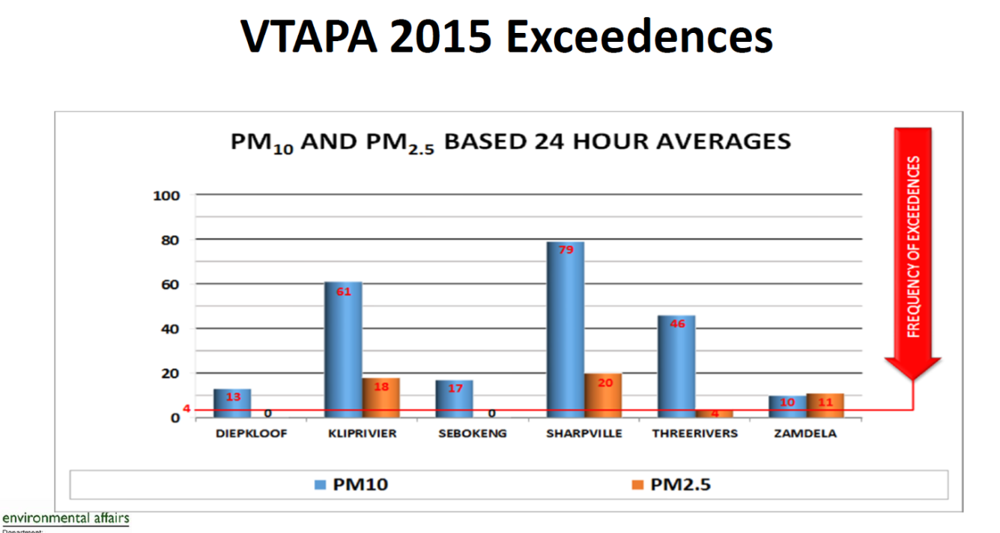 VTAPA 2015 Exceedences
PM10 AND PM2.5 BASED 24 HOUR AVERAGES
FREQUENCY OF EXCEEDENCES
100
80
60
40
20
4
0
13
0
61
18
17
0
79
20
46
4
10
11
DIEPKLOOF KLIPRIVIER SEBOKENG SHARPVILLE THREERIVERS ZAMDELA
PM10 PM2.5
environmental affairs
Department: